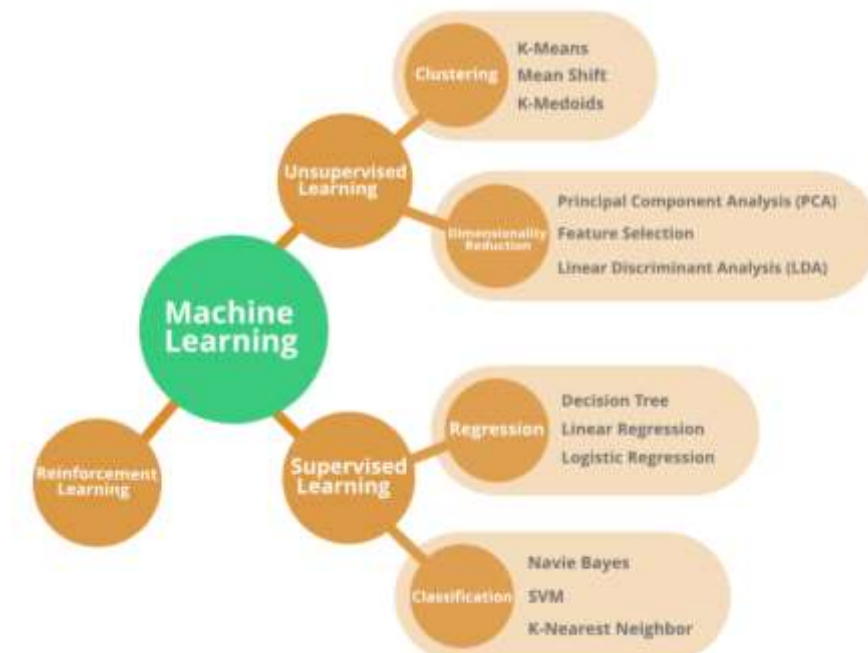 Clustering
K-Means
Mean Shift
K-Medoids
Unsupervised
Learning
Dimensionality
Reduction
Principal Component Analysis (PCA)
Feature Selection
Linear Discriminant Analysis (LDA)
Machine
Learning
Reinforcement
Learning
Supervised
Learning
Regression
Decision Tree
Linear Regression
Logistic Regression
Classification
Navie Bayes
SVM
K-Nearest Neighbor